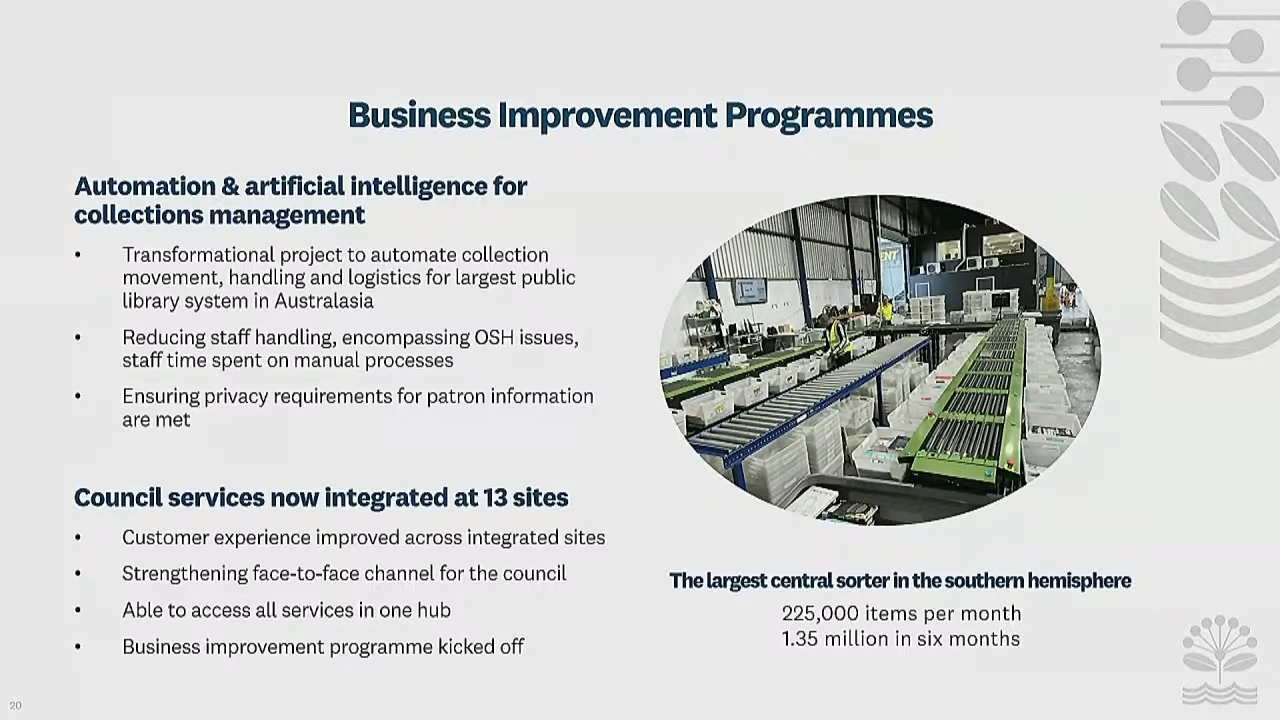 Business Improvement Programmes
Automation & artificial intelligence for
collections management
• Transformational project to automate collection
movement, handling and logistics for largest public
library system in Australasia
• Reducing staff handling, encompassing OSH issues,
staff time spent on manual processes
• Ensuring privacy requirements for patron information
are met
Council services now integrated at 13 sites
• Customer experience improved across integrated sites
• Strengthening face-to-face channel for the council
• Able to access all services in one hub
• Business improvement programme kicked off
The largest central sorter in the southern hemisphere
225,000 items per month
1.35 million in six months
20